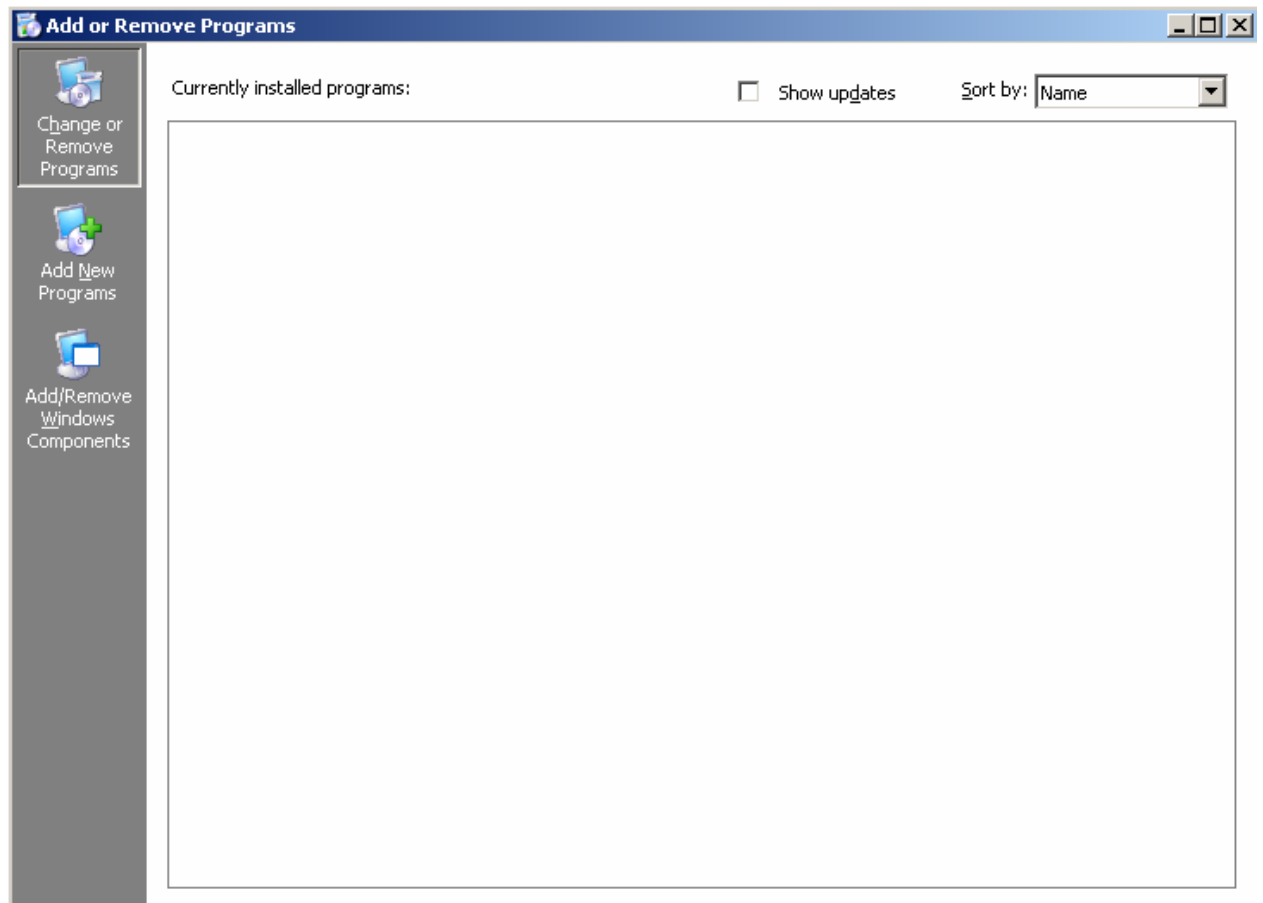 Add or Remove Programs
Change or
Remove
Programs
Add New
Programs
Add/Remove
Windows
Components
Currently installed programs:
Show updates
Sort by: Name